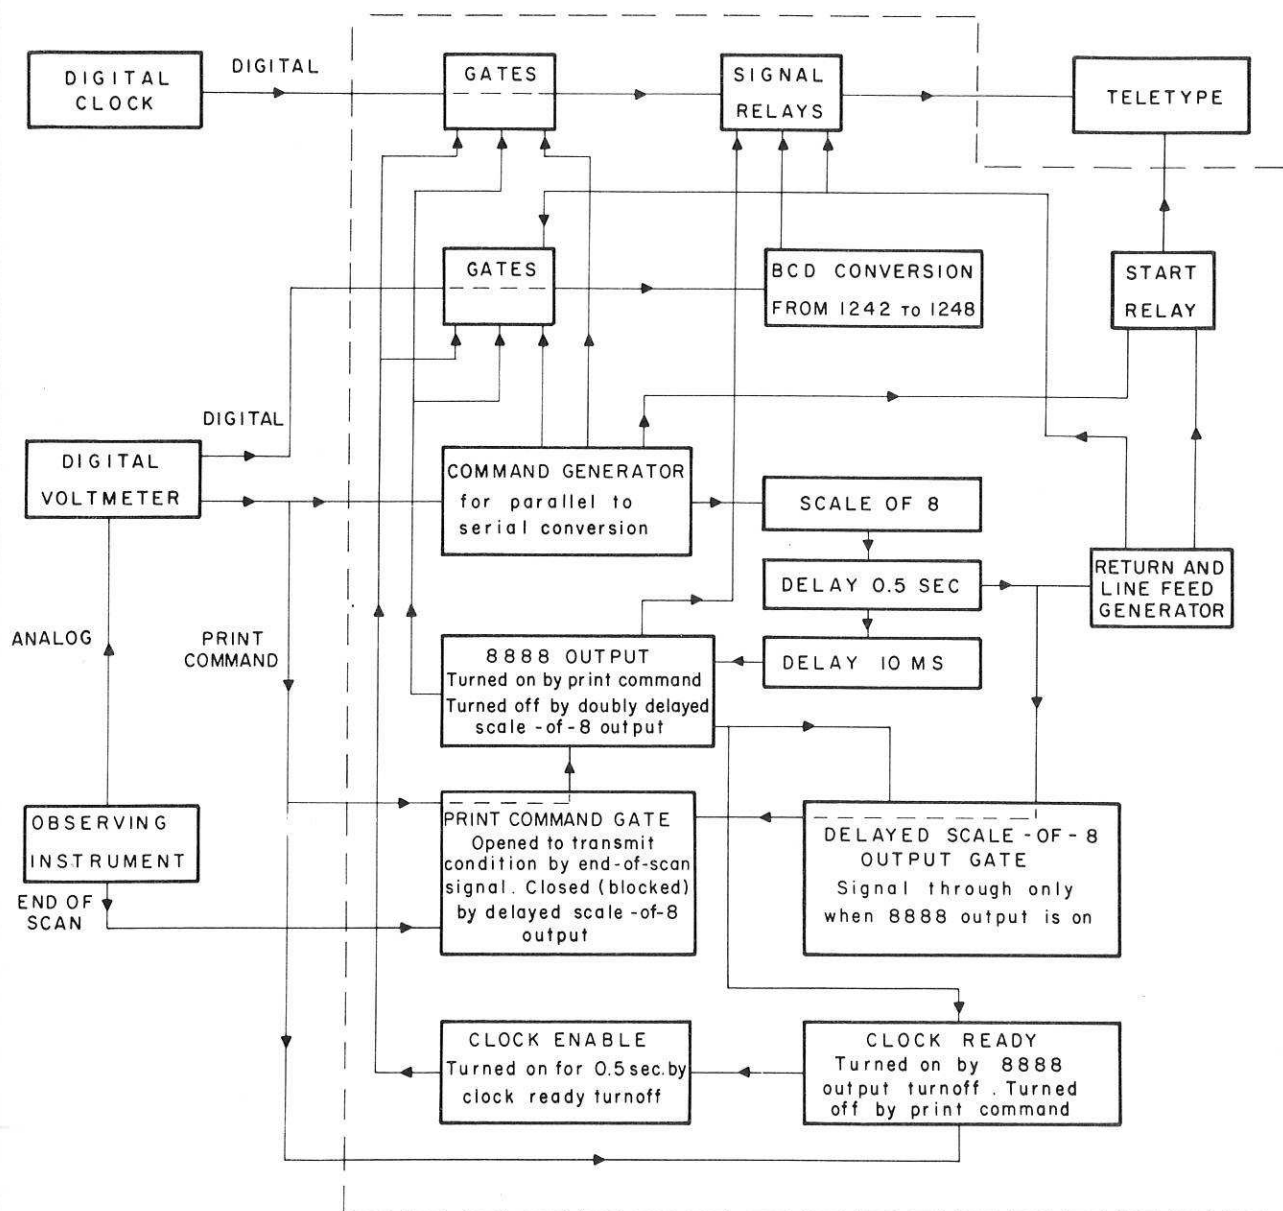 DIGITAL
CLOCK
DIGITAL
GATES
SIGNAL
RELAYS
TELETYPE
GATES
BCD CONVERSION
FROM 1242 TO 1248
START
RELAY
DIGITAL
DIGITAL
VOLTMETER
COMMAND GENERATOR
for parallel to
serial conversion
SCALE OF 8
DELAY 0.5 SEC
RETURN AND
LINE FEED
GENERATOR
ANALOG
PRINT
COMMAND
8888 OUTPUT
Turned on by print command
Turned off by doubly delayed
scale -of-8 output
DELAY 10 MS
OBSERVING
INSTRUMENT
PRINT COMMAND GATE
Opened to transmit
condition by end-of-scan
signal. Closed (blocked)
by delayed scale -of-8
output
DELAYED SCALE -OF-8
OUTPUT GATE
Signal through only
when 8888 output is on
END OF
SCAN
CLOCK ENABLE
Turned on for 0.5 sec. by
clock ready turnoff
CLOCK READY
Turned on by 8888
output turnoff. Turned
off by print command